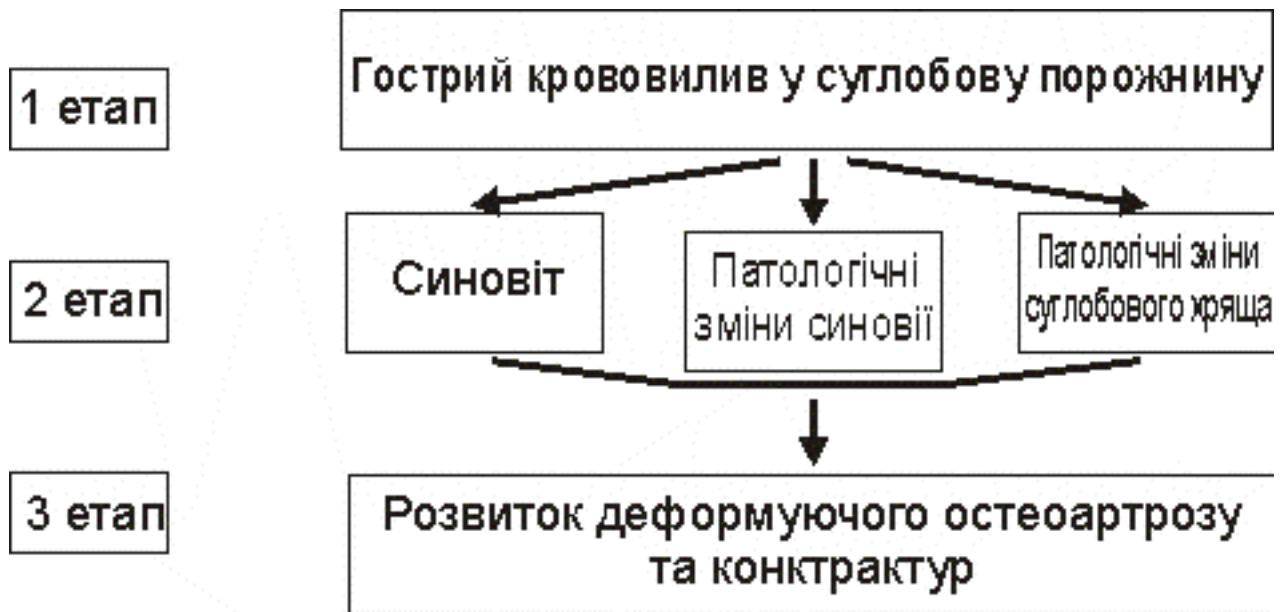 1 етап
Гострий крововилив у суглобову порожнину
2 етап
Синовіт
Патологічні
зміни синовії
Патологічні зміни
суглобового хряща
3 етап
Розвиток деформуючого остеоартрозу
та конктрактур